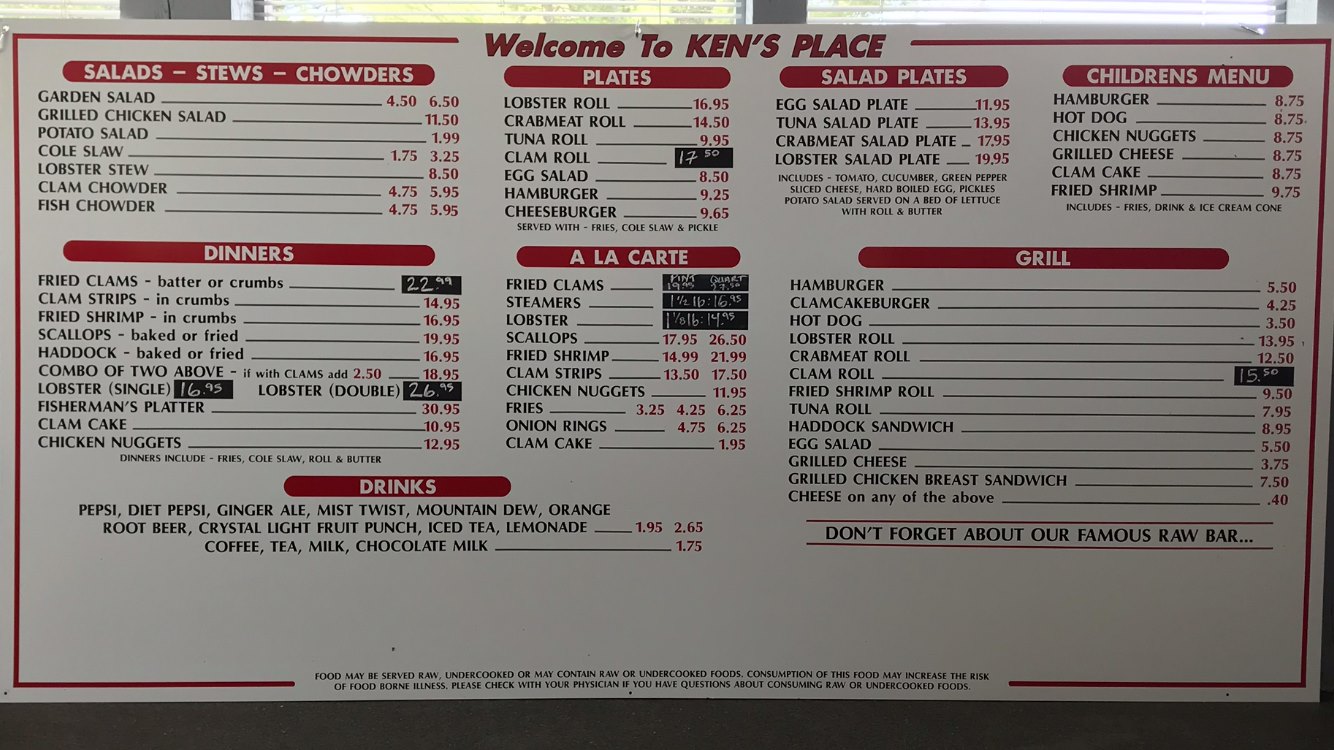 Welcome To KEN'S PLACE
SALADS – STEWS – CHOWDERS
GARDEN SALAD 4.50 6.50
GRILLED CHICKEN SALAD 11.50
POTATO SALAD 1.99
COLE SLAW 1.75 3.25
LOBSTER STEW 8.50
CLAM CHOWDER 4.75 5.95
FISH CHOWDER 4.75 5.95
PLATES
LOBSTER ROLL 16.95
CRABMEAT ROLL 14.50
TUNA ROLL 9.95
CLAM ROLL 17 50
EGG SALAD 8.50
HAMBURGER 9.25
CHEESEBURGER 9.65
SERVED WITH - FRIES, COLE SLAW & PICKLE
SALAD PLATES
EGG SALAD PLATE 11.95
TUNA SALAD PLATE 13.95
CRABMEAT SALAD PLATE 17.95
LOBSTER SALAD PLATE 19.95
INCLUDES - TOMATO, CUCUMBER, GREEN PEPPER
SLICED CHEESE, HARD BOILED EGG, PICKLES
POTATO SALAD SERVED ON A BED OF LETTUCE
WITH ROLL & BUTTER
CHILDRENS MENU
HAMBURGER 8.75
HOT DOG 8.75
CHICKEN NUGGETS 8.75
GRILLED CHEESE 8.75
CLAM CAKE 8.75
FRIED SHRIMP 9.75
INCLUDES - FRIES, DRINK & ICE CREAM CONE
DINNERS
FRIED CLAMS - batter or crumbs 22.99
CLAM STRIPS - in crumbs 14.95
FRIED SHRIMP - in crumbs 16.95
SCALLOPS - baked or fried 19.95
HADDOCK - baked or fried 16.95
COMBO OF TWO ABOVE - if with CLAMS add 2.50 18.95
LOBSTER (SINGLE) 16.95 LOBSTER (DOUBLE) 26.95
FISHERMAN'S PLATTER 30.95
CLAM CAKE 10.95
CHICKEN NUGGETS 12.95
DINNERS INCLUDE - FRIES, COLE SLAW, ROLL & BUTTER
A LA CARTE
PINT QUART
FRIED CLAMS 19.95 37.50
STEAMERS 1 1/2 lb: 16.95
LOBSTER 1 1/8 lb: 14.95
SCALLOPS 17.95 26.50
FRIED SHRIMP 14.99 21.99
CLAM STRIPS 13.50 17.50
CHICKEN NUGGETS 11.95
FRIES 3.25 4.25 6.25
ONION RINGS 4.75 6.25
CLAM CAKE 1.95
GRILL
HAMBURGER 5.50
CLAMCAKEBURGER 4.25
HOT DOG 3.50
LOBSTER ROLL 13.95
CRABMEAT ROLL 12.50
CLAM ROLL 15.50
FRIED SHRIMP ROLL 9.50
TUNA ROLL 7.95
HADDOCK SANDWICH 8.95
EGG SALAD 5.50
GRILLED CHEESE 3.75
GRILLED CHICKEN BREAST SANDWICH 7.50
CHEESE on any of the above .40
DRINKS
PEPSI, DIET PEPSI, GINGER ALE, MIST TWIST, MOUNTAIN DEW, ORANGE
ROOT BEER, CRYSTAL LIGHT FRUIT PUNCH, ICED TEA, LEMONADE 1.95 2.65
COFFEE, TEA, MILK, CHOCOLATE MILK 1.75
DON'T FORGET ABOUT OUR FAMOUS RAW BAR...
FOOD MAY BE SERVED RAW, UNDERCOOKED OR MAY CONTAIN RAW OR UNDERCOOKED FOODS. CONSUMPTION OF THIS FOOD MAY INCREASE THE RISK
OF FOOD BORNE ILLNESS. PLEASE CHECK WITH YOUR PHYSICIAN IF YOU HAVE QUESTIONS ABOUT CONSUMING RAW OR UNDERCOOKED FOODS.